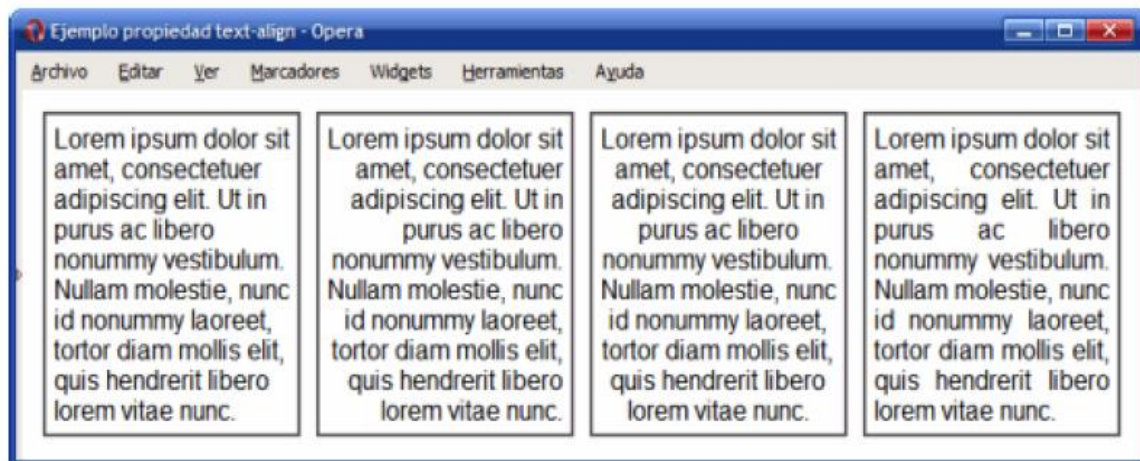 Ejemplo propiedad text-align - Opera
Archivo Editar Ver Marcadores Widgets Herramientas Ayuda
Lorem ipsum dolor sit
amet, consectetuer
adipiscing elit. Ut in
purus ac libero
nonummy vestibulum.
Nullam molestie, nunc
id nonummy laoreet,
tortor diam mollis elit,
quis hendrerit libero
lorem vitae nunc.
Lorem ipsum dolor sit
amet, consectetuer
adipiscing elit. Ut in
purus ac libero
nonummy vestibulum.
Nullam molestie, nunc
id nonummy laoreet,
tortor diam mollis elit,
quis hendrerit libero
lorem vitae nunc.
Lorem ipsum dolor sit
amet, consectetuer
adipiscing elit. Ut in
purus ac libero
nonummy vestibulum.
Nullam molestie, nunc
id nonummy laoreet,
tortor diam mollis elit,
quis hendrerit libero
lorem vitae nunc.
Lorem ipsum dolor sit
amet, consectetuer
adipiscing elit. Ut in
purus ac libero
nonummy vestibulum.
Nullam molestie, nunc
id nonummy laoreet,
tortor diam mollis elit,
quis hendrerit libero
lorem vitae nunc.